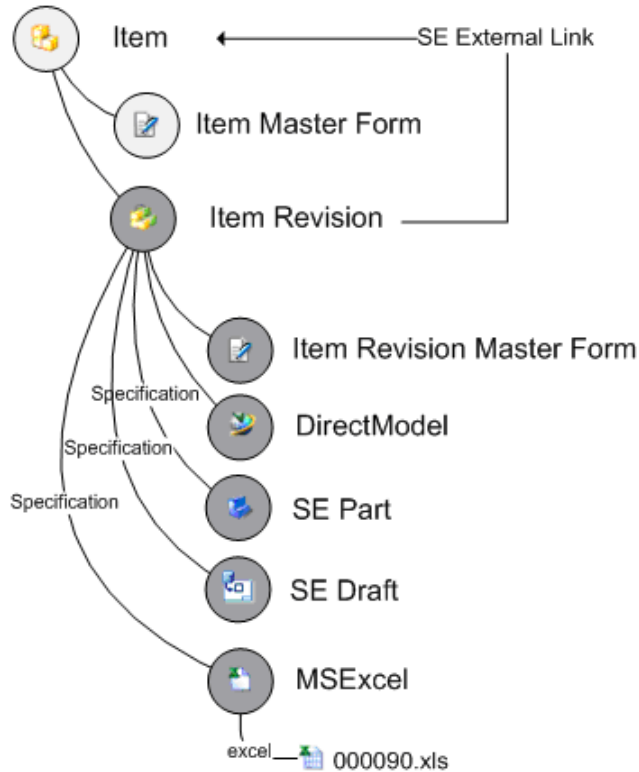 Item
SE External Link
Item Master Form
Item Revision
Item Revision Master Form
Specification
DirectModel
Specification
Specification
SE Part
SE Draft
MSExcel
excel
000090.xls